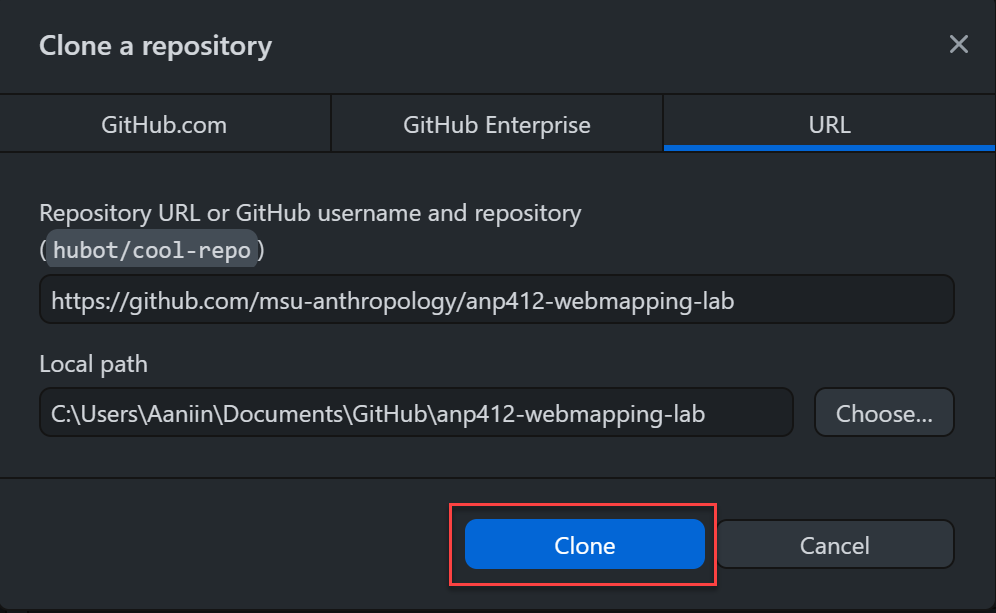 Clone a repository
GitHub.com
GitHub Enterprise
URL
Repository URL or GitHub username and repository
(hubot/cool-repo)
https://github.com/msu-anthropology/anp412-webmapping-lab
Local path
C:\Users\Aaniin\Documents\GitHub\anp412-webmapping-lab
Choose...
Clone
Cancel